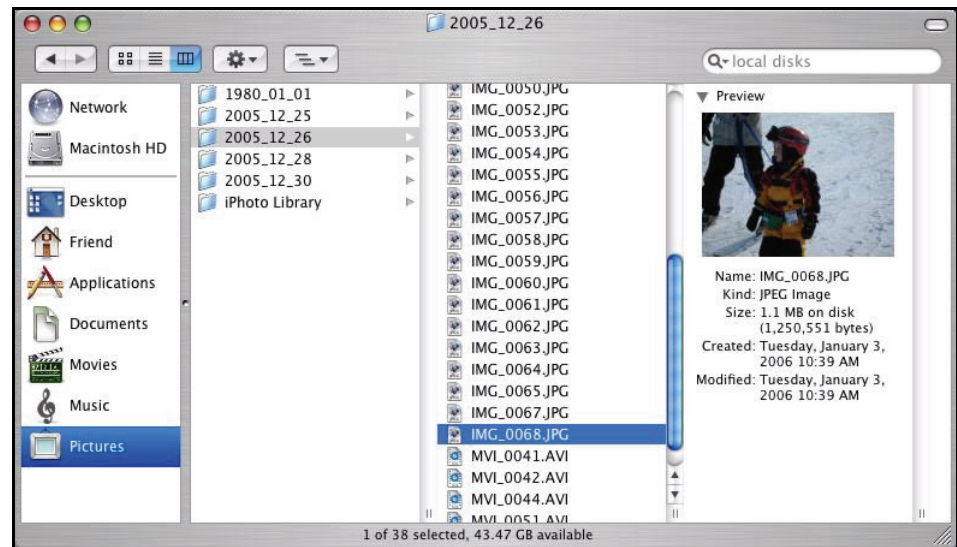 2005_12_26
local disks
Network
Macintosh HD
Desktop
Friend
Applications
Documents
Movies
Music
Pictures
1980_01_01
2005_12_25
2005_12_26
2005_12_28
2005_12_30
iPhoto Library
IMG_0050.JPG
IMG_0052.JPG
IMG_0053.JPG
IMG_0054.JPG
IMG_0055.JPG
IMG_0056.JPG
IMG_0057.JPG
IMG_0058.JPG
IMG_0059.JPG
IMG_0060.JPG
IMG_0061.JPG
IMG_0062.JPG
IMG_0063.JPG
IMG_0064.JPG
IMG_0065.JPG
IMG_0067.JPG
IMG_0068.JPG
MVI_0041.AVI
MVI_0042.AVI
MVI_0044.AVI
MVI_0051.AVI
Preview
Name: IMG_0068.JPG
Kind: JPEG Image
Size: 1.1 MB on disk
(1,250,551 bytes)
Created: Tuesday, January 3,
2006 10:39 AM
Modified: Tuesday, January 3,
2006 10:39 AM
1 of 38 selected, 43.47 GB available